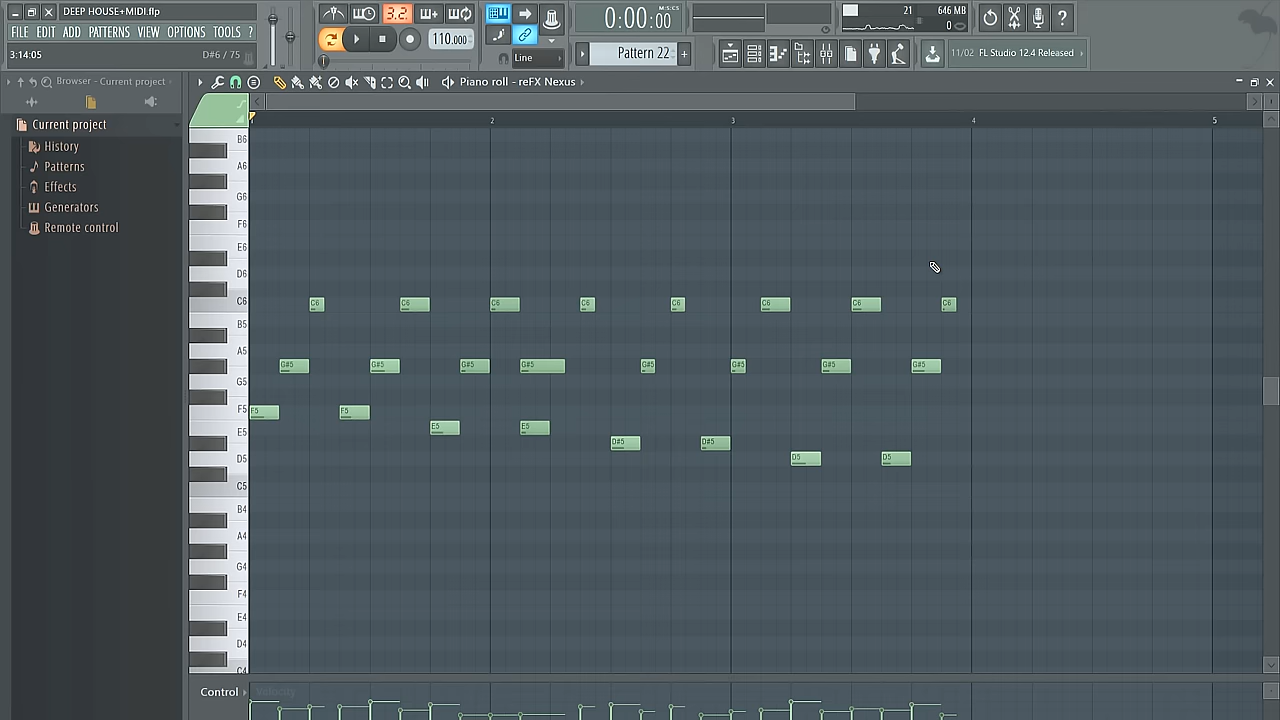 DEEP HOUSE+MIDI.flp
FILE EDIT ADD PATTERNS VIEW OPTIONS TOOLS ?
3:14:05 D#6 / 75
3.2
110.000
Line
0:00:00 M:S:CS
Pattern 22 +
21 646 MB
0
11/02 FL Studio 12.4 Released
Browser - Current project
Piano roll - reFX Nexus
Current project
History
Patterns
Effects
Generators
Remote control
1 2 3 4 5
B6
A6
G6
F6
E6
D6
C6 C6 C6 C6 C6 C6 C6 C6 C6
B5
A5
G#5 G#5 G#5 G#5 G#5 G#5 G#5 G#5
G5
F5 F5 F5
E5 E5 E5
D#5 D#5
D5 D5 D5
C5
B4
A4
G4
F4
E4
D4
C4
Control Velocity